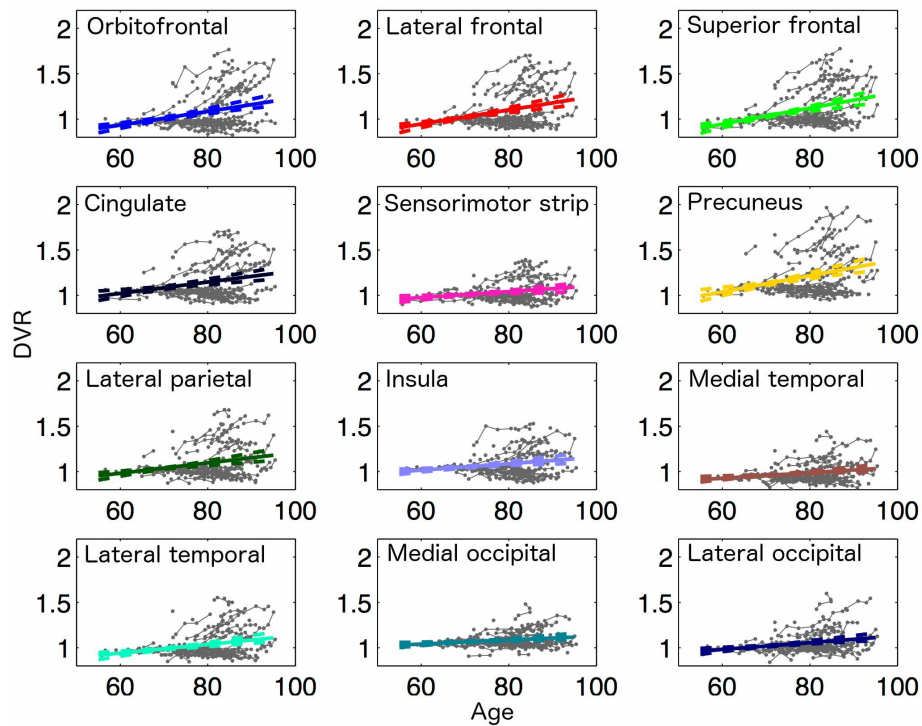 Orbitofrontal Lateral frontal Superior frontal
2 2 2
1.5 1.5 1.5
1 1 1
60 80 100 60 80 100 60 80 100
Cingulate Sensorimotor strip Precuneus
2 2 2
1.5 1.5 1.5
1 1 1
60 80 100 60 80 100 60 80 100
DVR
Lateral parietal Insula Medial temporal
2 2 2
1.5 1.5 1.5
1 1 1
60 80 100 60 80 100 60 80 100
Lateral temporal Medial occipital Lateral occipital
2 2 2
1.5 1.5 1.5
1 1 1
60 80 100 60 80 100 60 80 100
Age